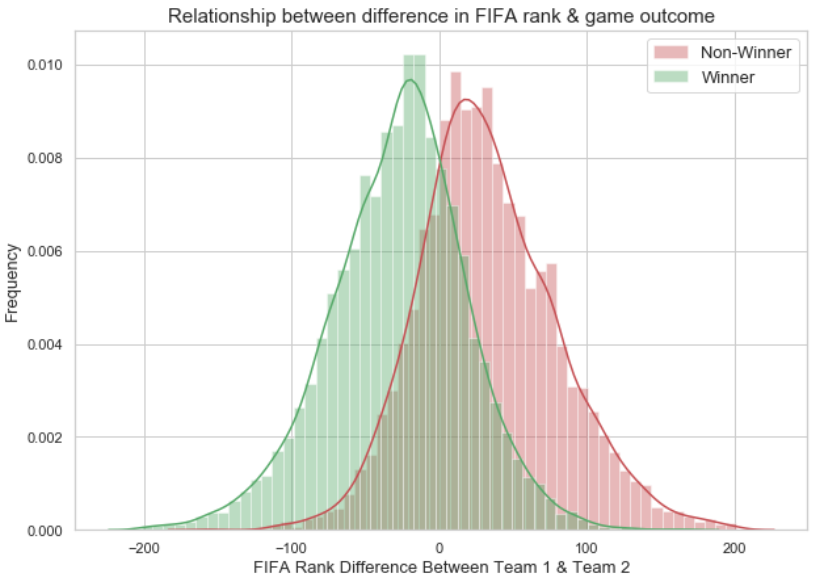 Relationship between difference in FIFA rank & game outcome
Non-Winner
Winner
0.010
0.008
0.006
0.004
0.002
0.000
Frequency
−200
−100
0
100
200
FIFA Rank Difference Between Team 1 & Team 2